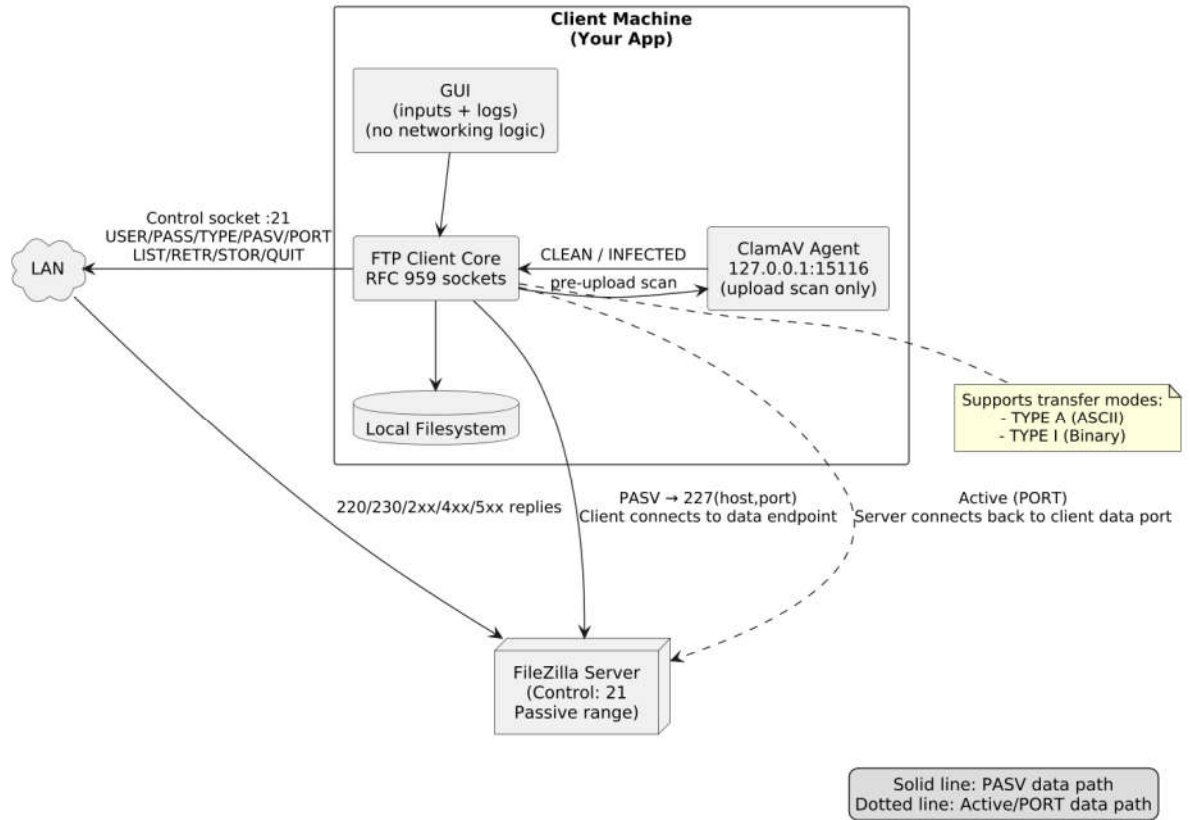 Client Machine
(Your App)
GUI
(inputs + logs)
(no networking logic)
Control socket :21
USER/PASS/TYPE/PASV/PORT
LIST/RETR/STOR/QUIT
LAN
FTP Client Core
RFC 959 sockets
CLEAN / INFECTED
pre-upload scan
ClamAV Agent
127.0.0.1:15116
(upload scan only)
Local Filesystem
Supports transfer modes:
- TYPE A (ASCII)
- TYPE I (Binary)
220/230/2xx/4xx/5xx replies
PASV → 227(host,port)
Client connects to data endpoint
Active (PORT)
Server connects back to client data port
FileZilla Server
(Control: 21
Passive range)
Solid line: PASV data path
Dotted line: Active/PORT data path